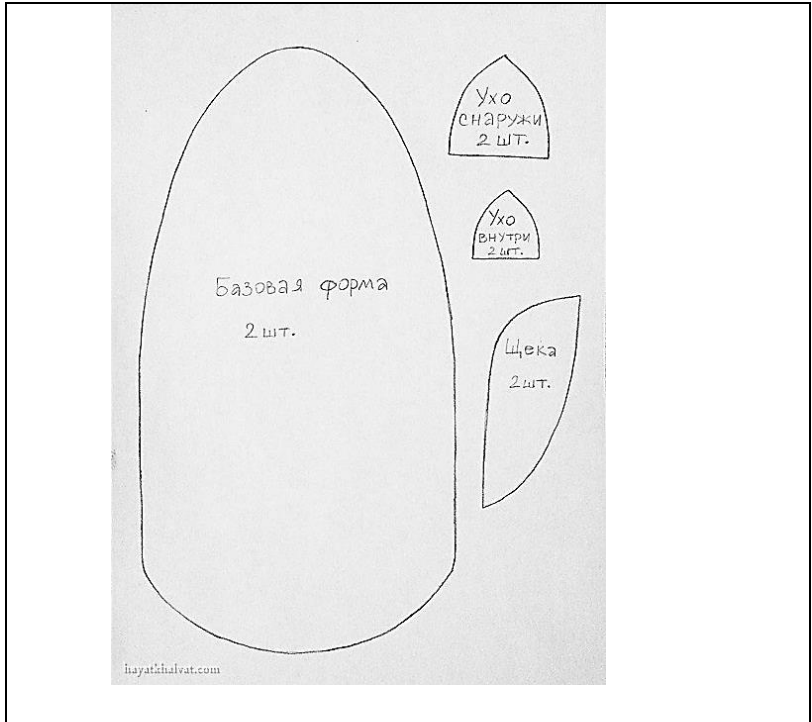 Ухо
снаружи
2 шт.
Ухо
внутри
2 шт.
Базовая форма
2 шт.
Щека
2 шт.
hayatkhalvat.com